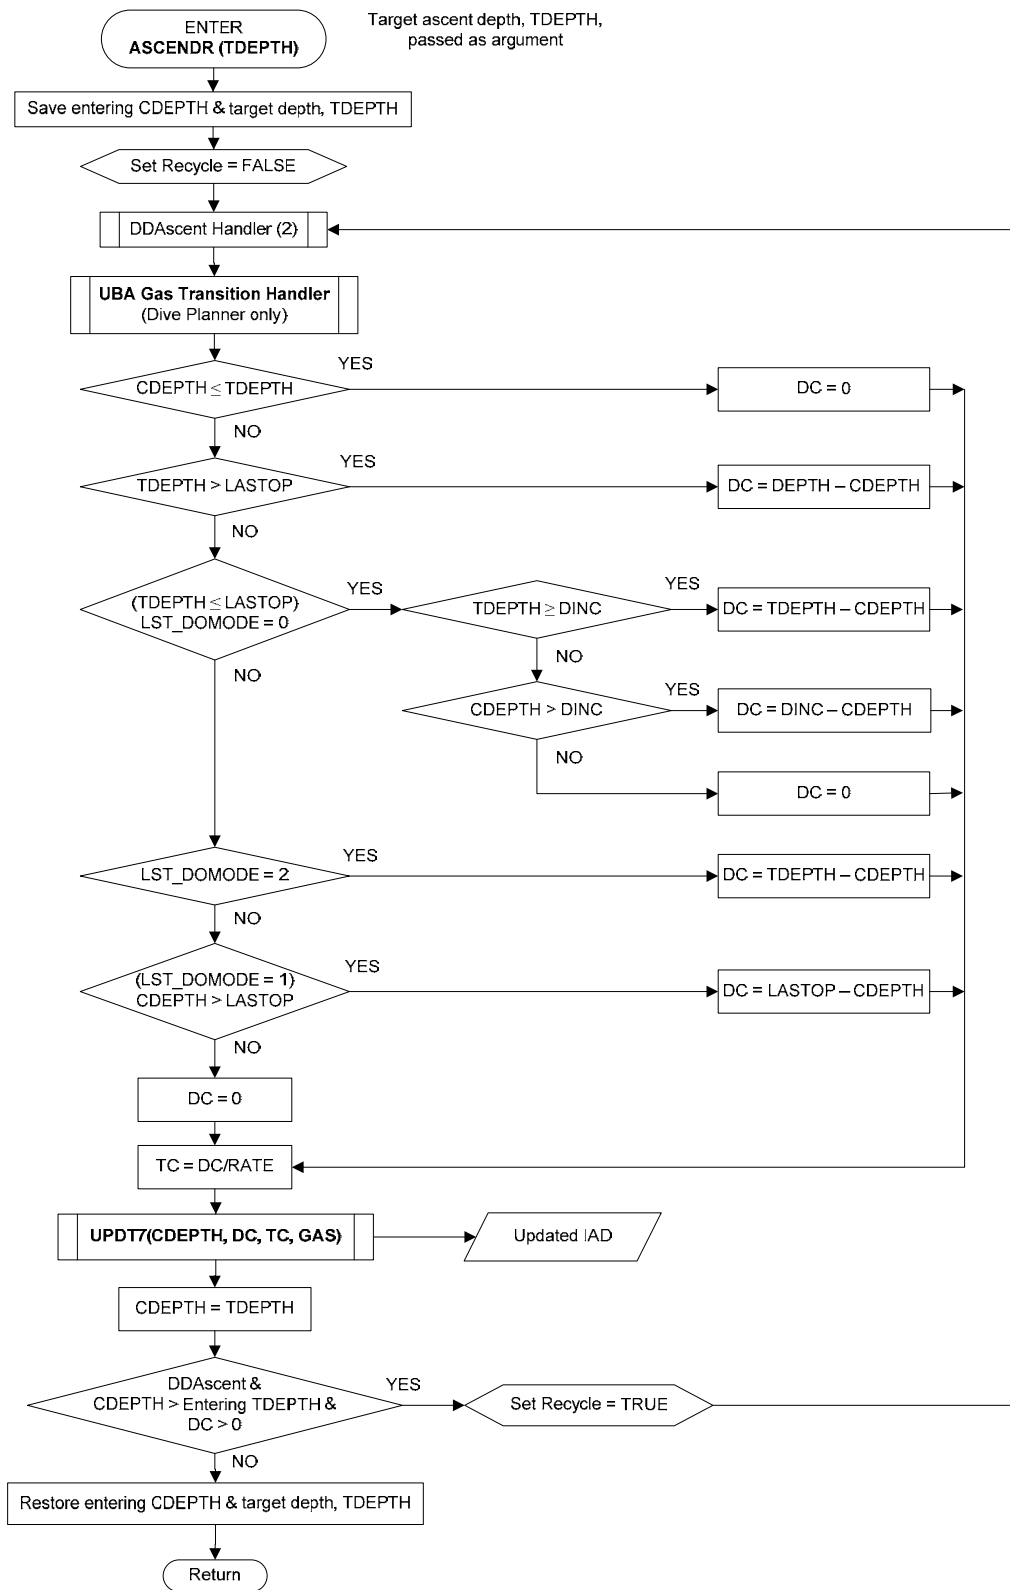 ENTER
ASCENDR (TDEPTH)
Target ascent depth, TDEPTH,
passed as argument
Save entering CDEPTH & target depth, TDEPTH
Set Recycle = FALSE
DDAscent Handler (2)
UBA Gas Transition Handler
(Dive Planner only)
CDEPTH ≤ TDEPTH
YES
DC = 0
NO
TDEPTH > LASTOP
YES
DC = DEPTH – CDEPTH
NO
(TDEPTH ≤ LASTOP)
LST_DOMODE = 0
YES
TDEPTH ≥ DINC
YES
DC = TDEPTH – CDEPTH
NO
NO
CDEPTH > DINC
YES
DC = DINC – CDEPTH
NO
DC = 0
LST_DOMODE = 2
YES
DC = TDEPTH – CDEPTH
NO
(LST_DOMODE = 1)
CDEPTH > LASTOP
YES
DC = LASTOP – CDEPTH
NO
DC = 0
TC = DC/RATE
UPDT7(CDEPTH, DC, TC, GAS)
Updated IAD
CDEPTH = TDEPTH
DDAscent &
CDEPTH > Entering TDEPTH &
DC > 0
YES
Set Recycle = TRUE
NO
Restore entering CDEPTH & target depth, TDEPTH
Return